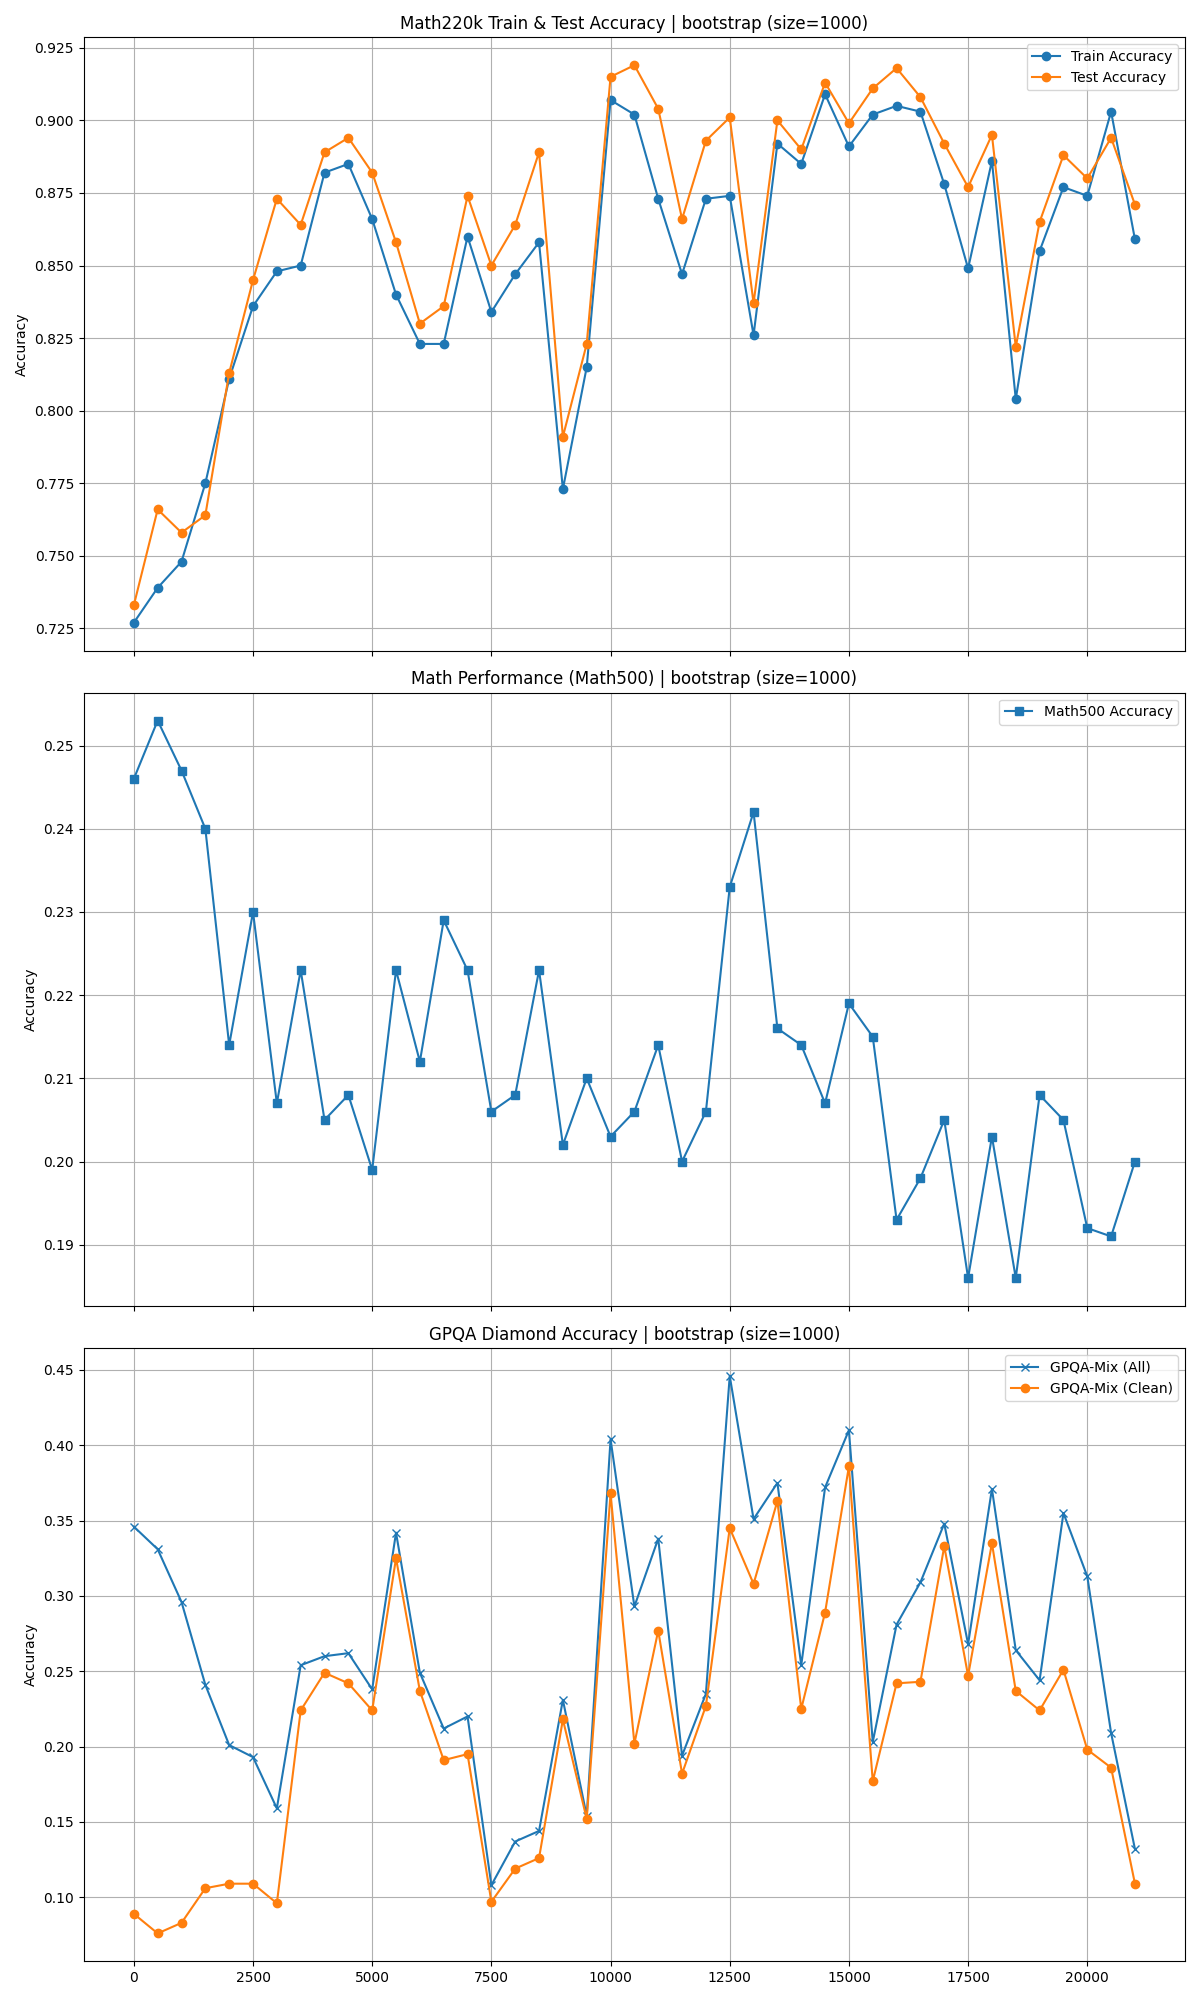 Math220k Train & Test Accuracy | bootstrap (size=1000)
Train Accuracy
Test Accuracy
0.925
0.900
0.875
0.850
0.825
0.800
0.775
0.750
0.725
Accuracy
Math Performance (Math500) | bootstrap (size=1000)
Math500 Accuracy
0.25
0.24
0.23
0.22
0.21
0.20
0.19
Accuracy
GPQA Diamond Accuracy | bootstrap (size=1000)
GPQA-Mix (All)
GPQA-Mix (Clean)
0.45
0.40
0.35
0.30
0.25
0.20
0.15
0.10
Accuracy
0 2500 5000 7500 10000 12500 15000 17500 20000